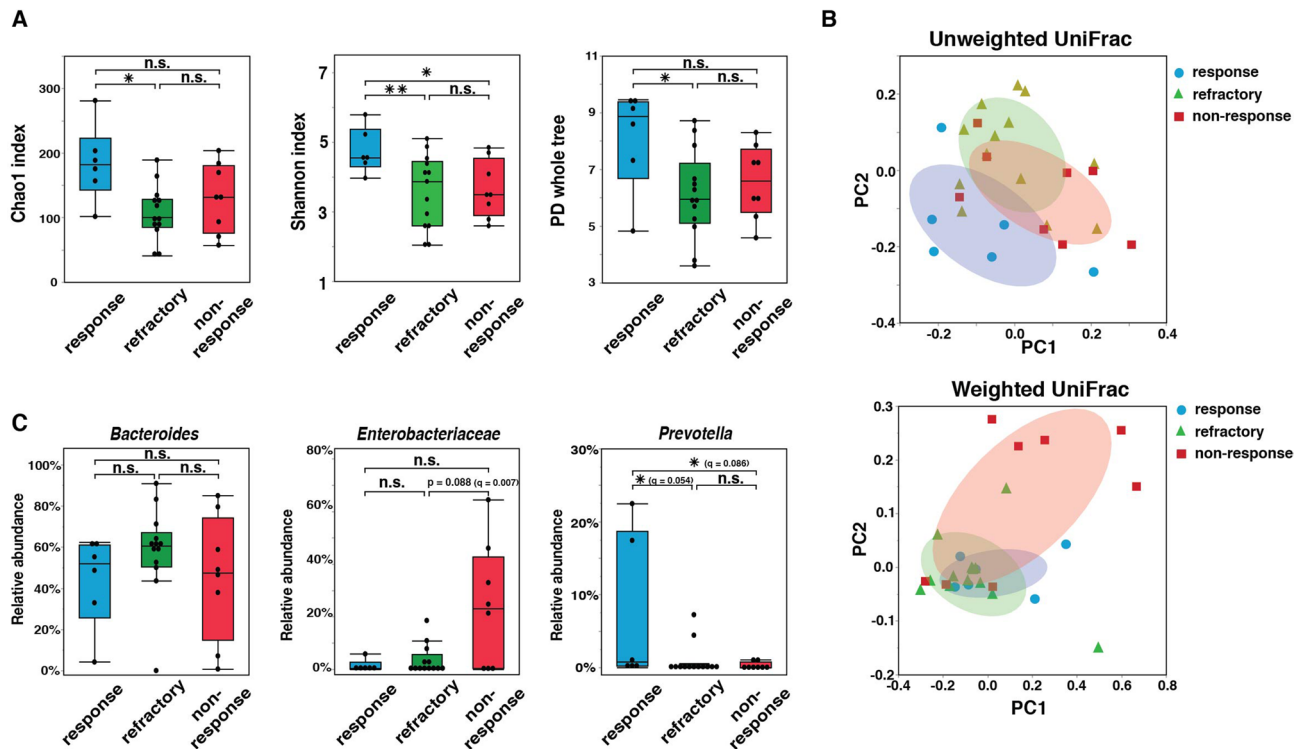 A
Chao1 index
300
200
100
0
n.s.
* n.s.
response
refractory
non-
response
Shannon index
7
5
3
1
*
** n.s.
response
refractory
non-
response
PD whole tree
11
9
7
5
3
n.s.
* n.s.
response
refractory
non-
response
B
Unweighted UniFrac
PC2
0.2
0.0
-0.2
-0.4
-0.2 0.0 0.2 0.4
PC1
response
refractory
non-response
Weighted UniFrac
PC2
0.3
0.2
0.1
0.0
-0.1
-0.2
-0.4 -0.2 0.0 0.2 0.4 0.6 0.8
PC1
response
refractory
non-response
C
Bacteroides
Relative abundance
100%
80%
60%
40%
20%
0%
n.s.
n.s. n.s.
response
refractory
non-
response
Enterobacteriaceae
Relative abundance
80%
60%
40%
20%
0%
n.s.
n.s. p = 0.088 (q = 0.007)
response
refractory
non-
response
Prevotella
Relative abundance
30%
20%
10%
0%
* (q = 0.086)
* (q = 0.054) n.s.
response
refractory
non-
response